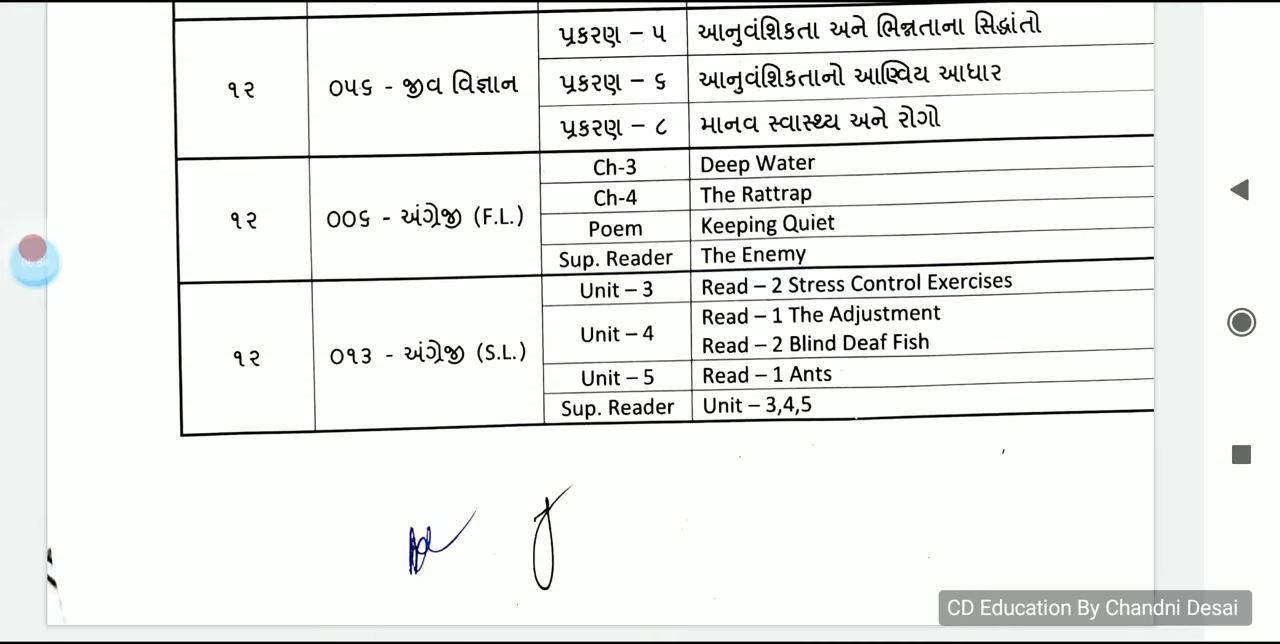 પ્રકરણ – ૫ આનુવંશિકતા અને ભિન્નતાના સિદ્ધાંતો
૧૨ ૦૫૬ - જીવ વિજ્ઞાન પ્રકરણ – ૬ આનુવંશિકતાનો આણ્વિય આધાર
પ્રકરણ – ૮ માનવ સ્વાસ્થ્ય અને રોગો
Ch-3 Deep Water
Ch-4 The Rattrap
૧૨ ૦૦૬ - અંગ્રેજી (F.L.)
Poem Keeping Quiet
Sup. Reader The Enemy
Unit – 3 Read – 2 Stress Control Exercises
Unit – 4 Read – 1 The Adjustment
Read – 2 Blind Deaf Fish
૧૨ ૦૧૩ - અંગ્રેજી (S.L.)
Unit – 5 Read – 1 Ants
Sup. Reader Unit – 3,4,5
CD Education By Chandni Desai